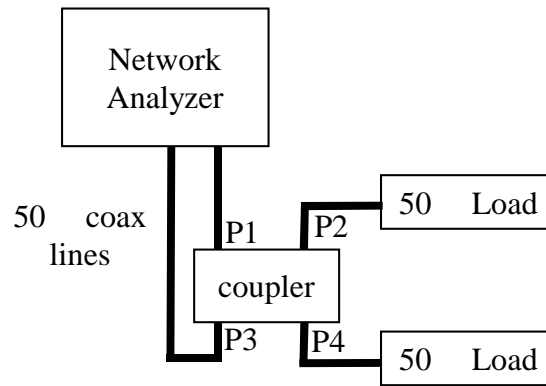 Network
Analyzer
50 coax
lines
P1
P2
50 Load
coupler
P3
P4
50 Load